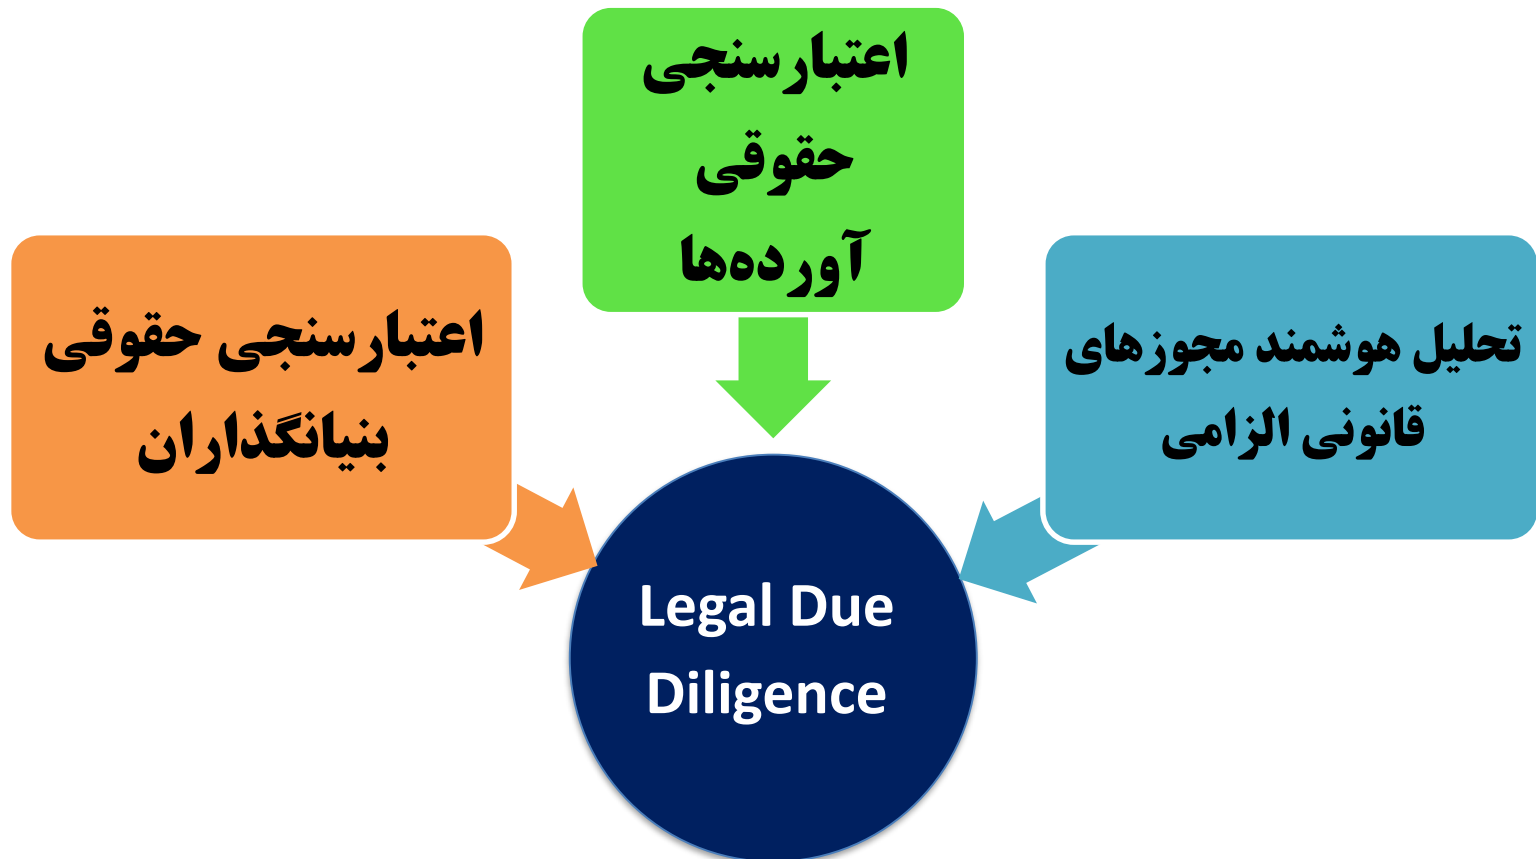 اعتبارسنجی
حقوقی
آورده‌ها
تحلیل هوشمند مجوزهای
قانونی الزامی
اعتبارسنجی حقوقی
بنیانگذاران
Legal Due
Diligence